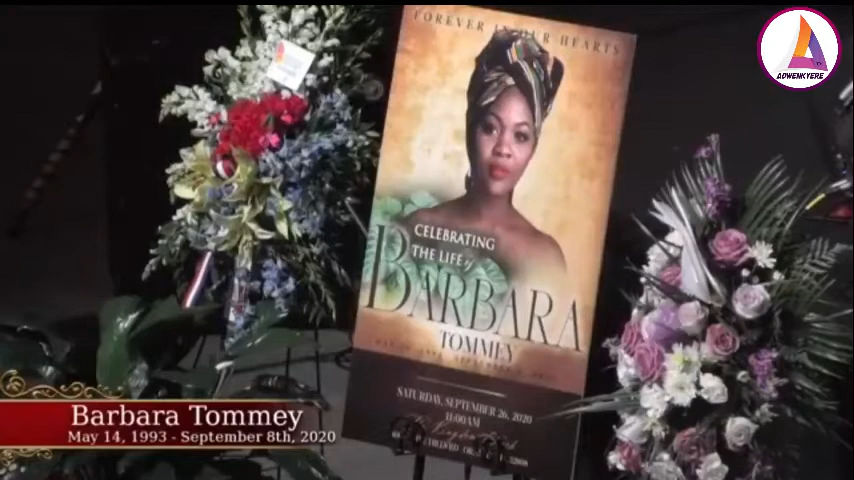 FOREVER IN OUR HEARTS
ADWENKYERE
CELEBRATING
THE LIFE of
BARBARA
TOMMEY
SATURDAY, SEPTEMBER 26, 2020
11:00AM
Barbara Tommey
May 14, 1993 - September 8th, 2020